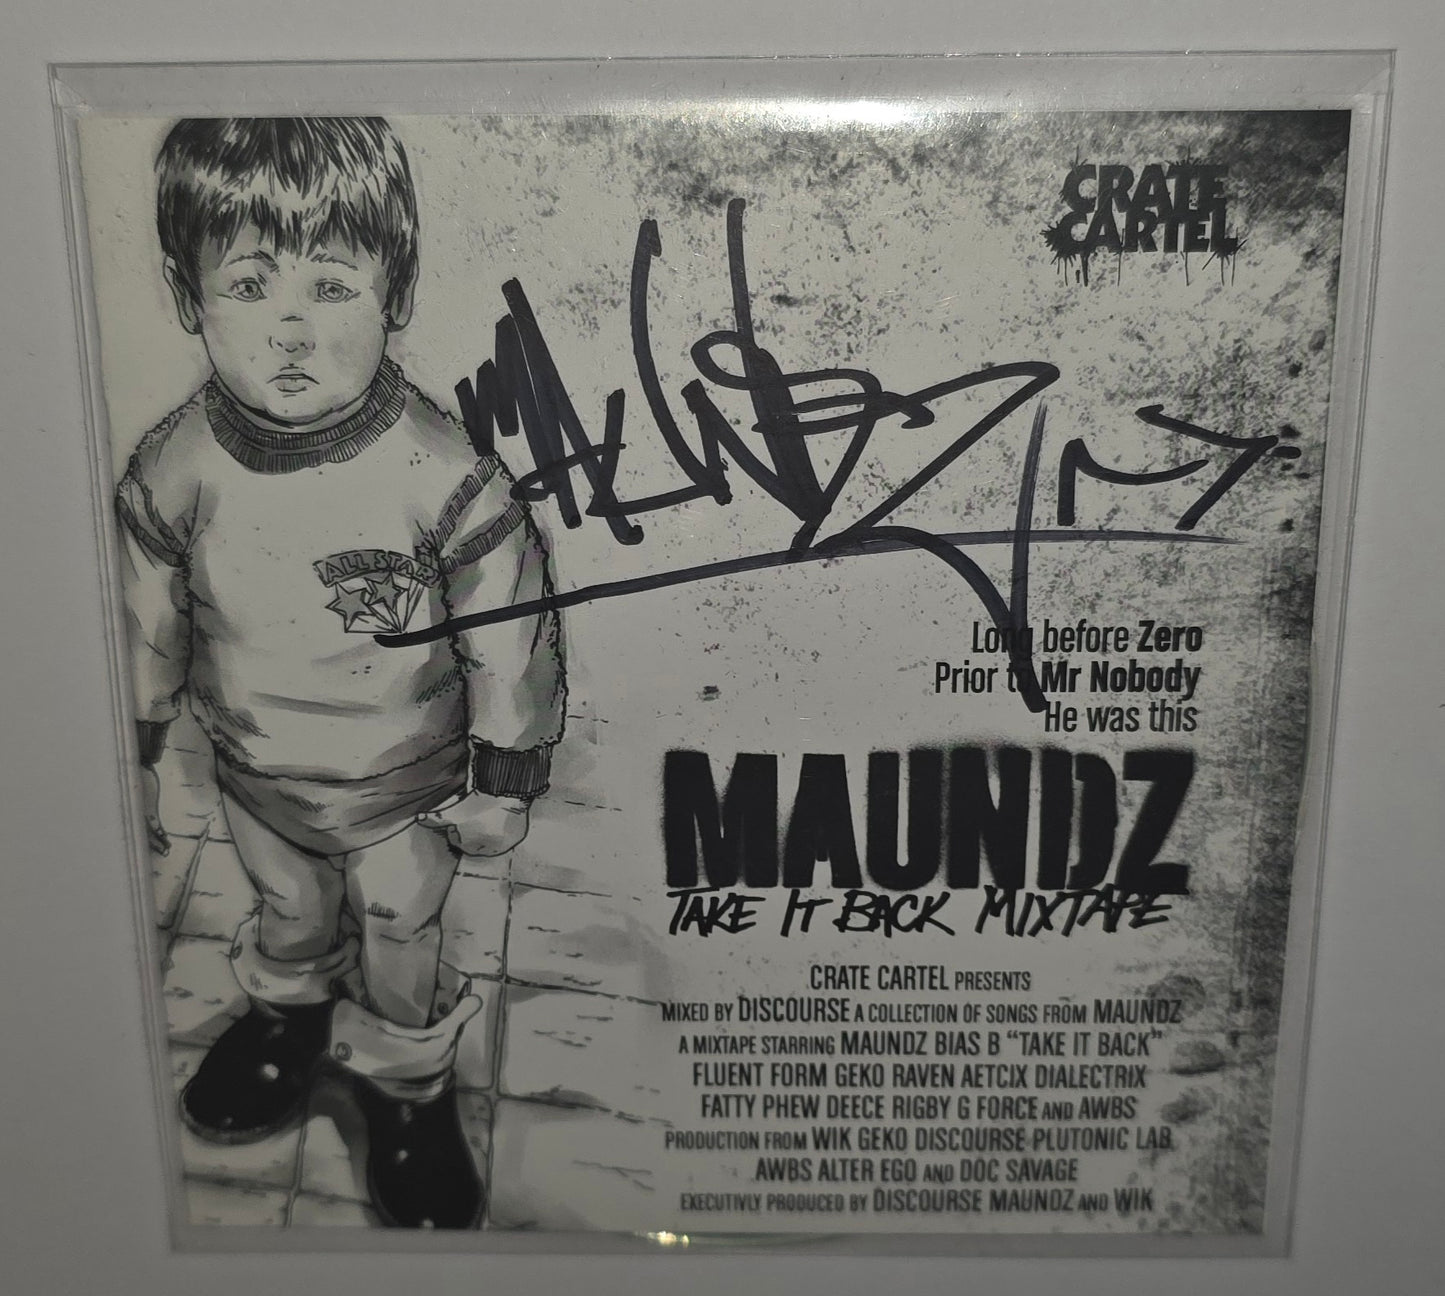 CRATE
CARTEL
MAUNDZ
ALL STAR
Long before Zero
Prior to Mr Nobody
He was this
MAUNDZ
TAKE IT BACK MIXTAPE
CRATE CARTEL PRESENTS
MIXED BY DISCOURSE A COLLECTION OF SONGS FROM MAUNDZ
A MIXTAPE STARRING MAUNDZ BIAS B “TAKE IT BACK”
FLUENT FORM GEKO RAVEN AETCIX DIALECTRIX
FATTY PHEW DEECE RIGBY G FORCE AND AWBS
PRODUCTION FROM WIK GEKO DISCOURSE PLUTONIC LAB
AWBS ALTER EGO AND DOC SAVAGE
EXECUTIVLY PRODUCED BY DISCOURSE MAUNDZ AND WIK